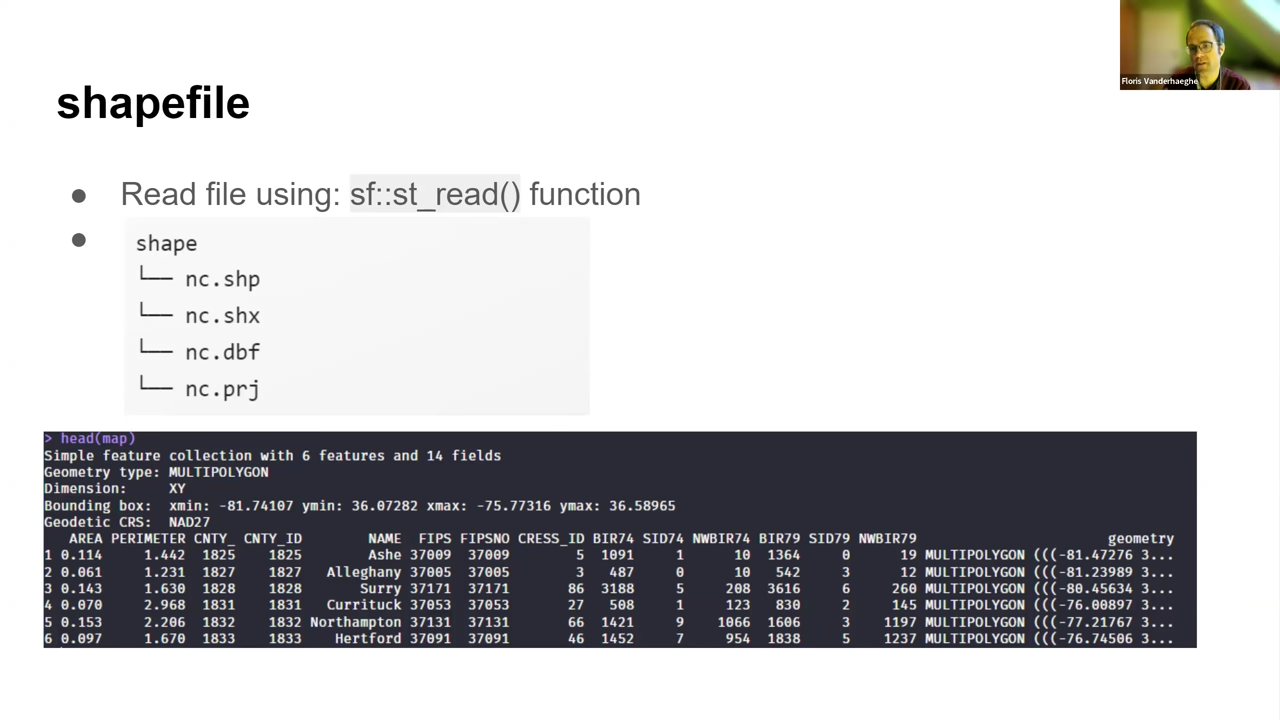 Floris Vanderhaeghe
shapefile
● Read file using: sf::st_read() function
●
shape
└── nc.shp
└── nc.shx
└── nc.dbf
└── nc.prj
> head(map)
Simple feature collection with 6 features and 14 fields
Geometry type: MULTIPOLYGON
Dimension:     XY
Bounding box:  xmin: -81.74107 ymin: 36.07282 xmax: -75.77316 ymax: 36.58965
Geodetic CRS:  NAD27
   AREA PERIMETER CNTY_ CNTY_ID        NAME  FIPS FIPSNO CRESS_ID BIR74 SID74 NWBIR74 BIR79 SID79 NWBIR79                       geometry
1 0.114     1.442  1825    1825        Ashe 37009  37009        5  1091     1      10  1364     0      19 MULTIPOLYGON (((-81.47276 3...
2 0.061     1.231  1827    1827   Alleghany 37005  37005        3   487     0      10   542     3      12 MULTIPOLYGON (((-81.23989 3...
3 0.143     1.630  1828    1828       Surry 37171  37171       86  3188     5     208  3616     6     260 MULTIPOLYGON (((-80.45634 3...
4 0.070     2.968  1831    1831   Currituck 37053  37053       27   508     1     123   830     2     145 MULTIPOLYGON (((-76.00897 3...
5 0.153     2.206  1832    1832 Northampton 37131  37131       66  1421     9    1066  1606     3    1197 MULTIPOLYGON (((-77.21767 3...
6 0.097     1.670  1833    1833    Hertford 37091  37091       46  1452     7     954  1838     5    1237 MULTIPOLYGON (((-76.74506 3...